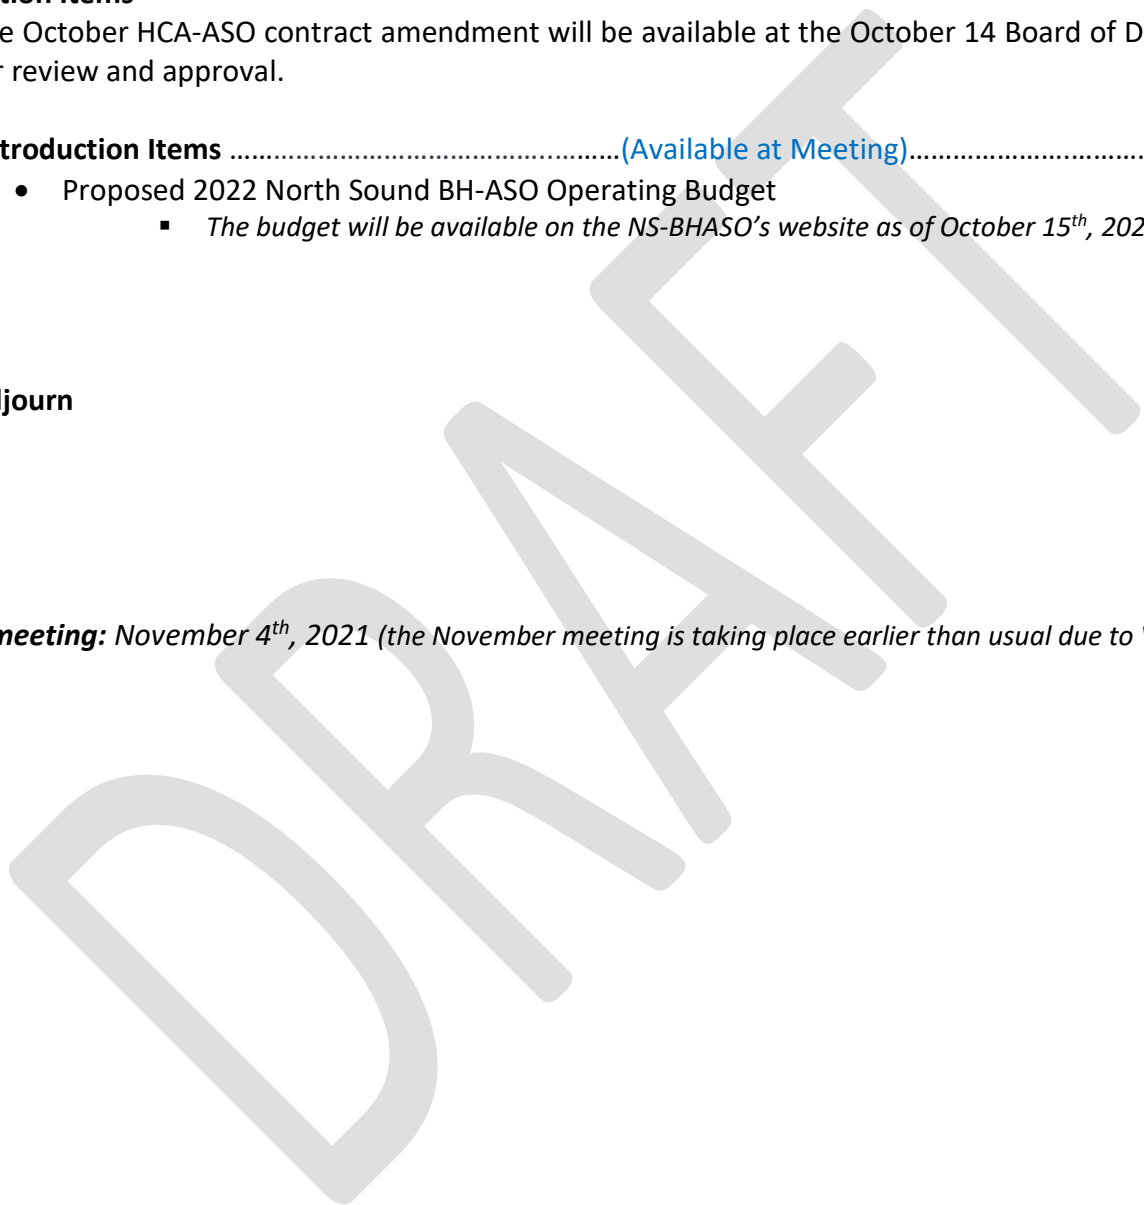 tion Items
e October HCA-ASO contract amendment will be available at the October 14 Board of D
r review and approval.
troduction Items ……………………………………..……….(Available at Meeting)………………….…..….
• Proposed 2022 North Sound BH-ASO Operating Budget
▪ The budget will be available on the NS-BHASO’s website as of October 15th, 202
djourn
meeting: November 4th, 2021 (the November meeting is taking place earlier than usual due to
DRAFT